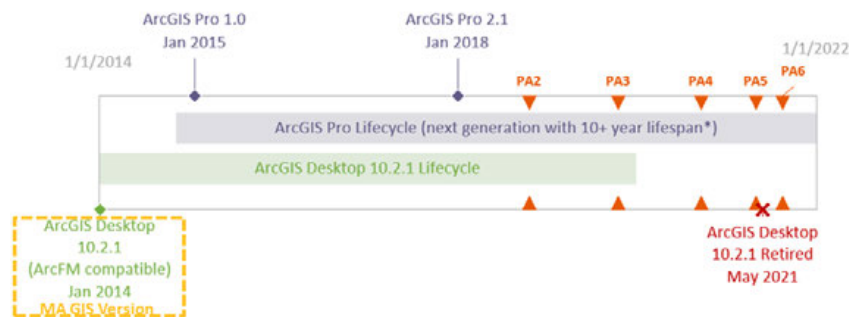 ArcGIS Pro 1.0
Jan 2015
ArcGIS Pro 2.1
Jan 2018
1/1/2014
1/1/2022
PA2
PA3
PA4
PA5
PA6
ArcGIS Pro Lifecycle (next generation with 10+ year lifespan*)
ArcGIS Desktop 10.2.1 Lifecycle
ArcGIS Desktop
10.2.1
(ArcFM compatible)
Jan 2014
MA GIS Version
ArcGIS Desktop
10.2.1 Retired
May 2021